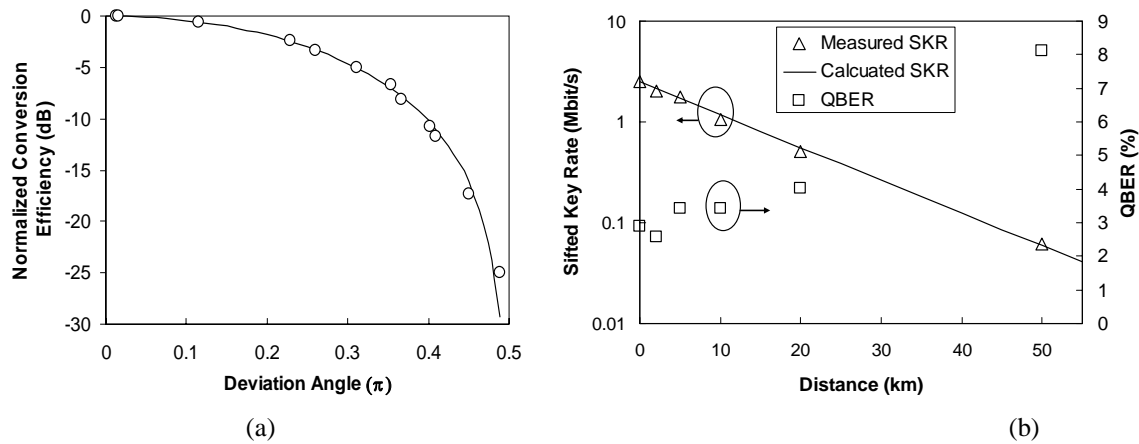 Normalized Conversion
Efficiency (dB)
0
-5
-10
-15
-20
-25
-30
0 0.1 0.2 0.3 0.4 0.5
Deviation Angle (π)
(a)
Sifted Key Rate (Mbit/s)
10
1
0.1
0.01
Measured SKR
Calcuated SKR
QBER
9
8
7
6
5
4
3
2
1
0
QBER (%)
0 10 20 30 40 50
Distance (km)
(b)